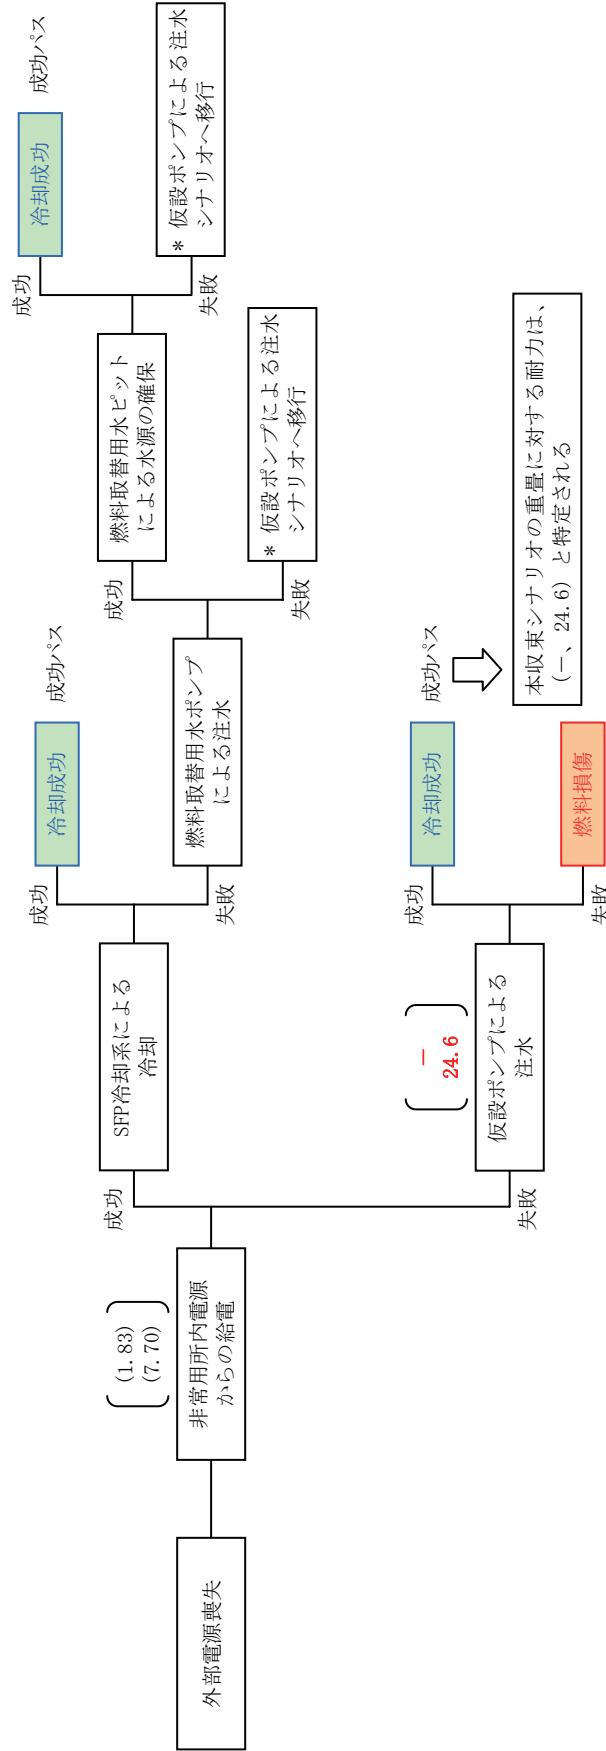 外部電源喪失
(1.83)
(7.70)
非常用所内電源
からの給電
成功
失敗
SFP冷却系による
冷却
成功
失敗
冷却成功
成功パス
燃料取替用水ポンプ
による注水
成功
失敗
燃料取替用水ピット
による水源の確保
成功
失敗
冷却成功
成功パス
* 仮設ポンプによる注水
シナリオへ移行
* 仮設ポンプによる注水
シナリオへ移行
－
24.6
仮設ポンプによる
注水
成功
失敗
冷却成功
成功パス
燃料損傷
本収束シナリオの重畳に対する耐力は、
(－、24.6) と特定される